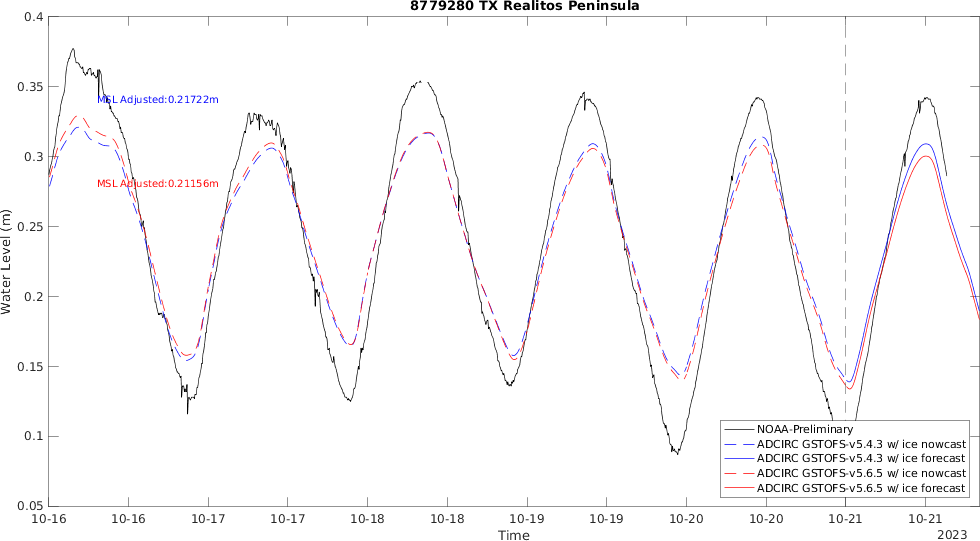 8779280 TX Realitos Peninsula
0.4
0.35
0.3
0.25
0.2
0.15
0.1
0.05
Water Level (m)
MSL Adjusted:0.21722m
MSL Adjusted:0.21156m
NOAA-Preliminary
ADCIRC GSTOFS-v5.4.3 w/ ice nowcast
ADCIRC GSTOFS-v5.4.3 w/ ice forecast
ADCIRC GSTOFS-v5.6.5 w/ ice nowcast
ADCIRC GSTOFS-v5.6.5 w/ ice forecast
10-16 10-16 10-17 10-17 10-18 10-18 10-19 10-19 10-20 10-20 10-21 10-21
Time
2023